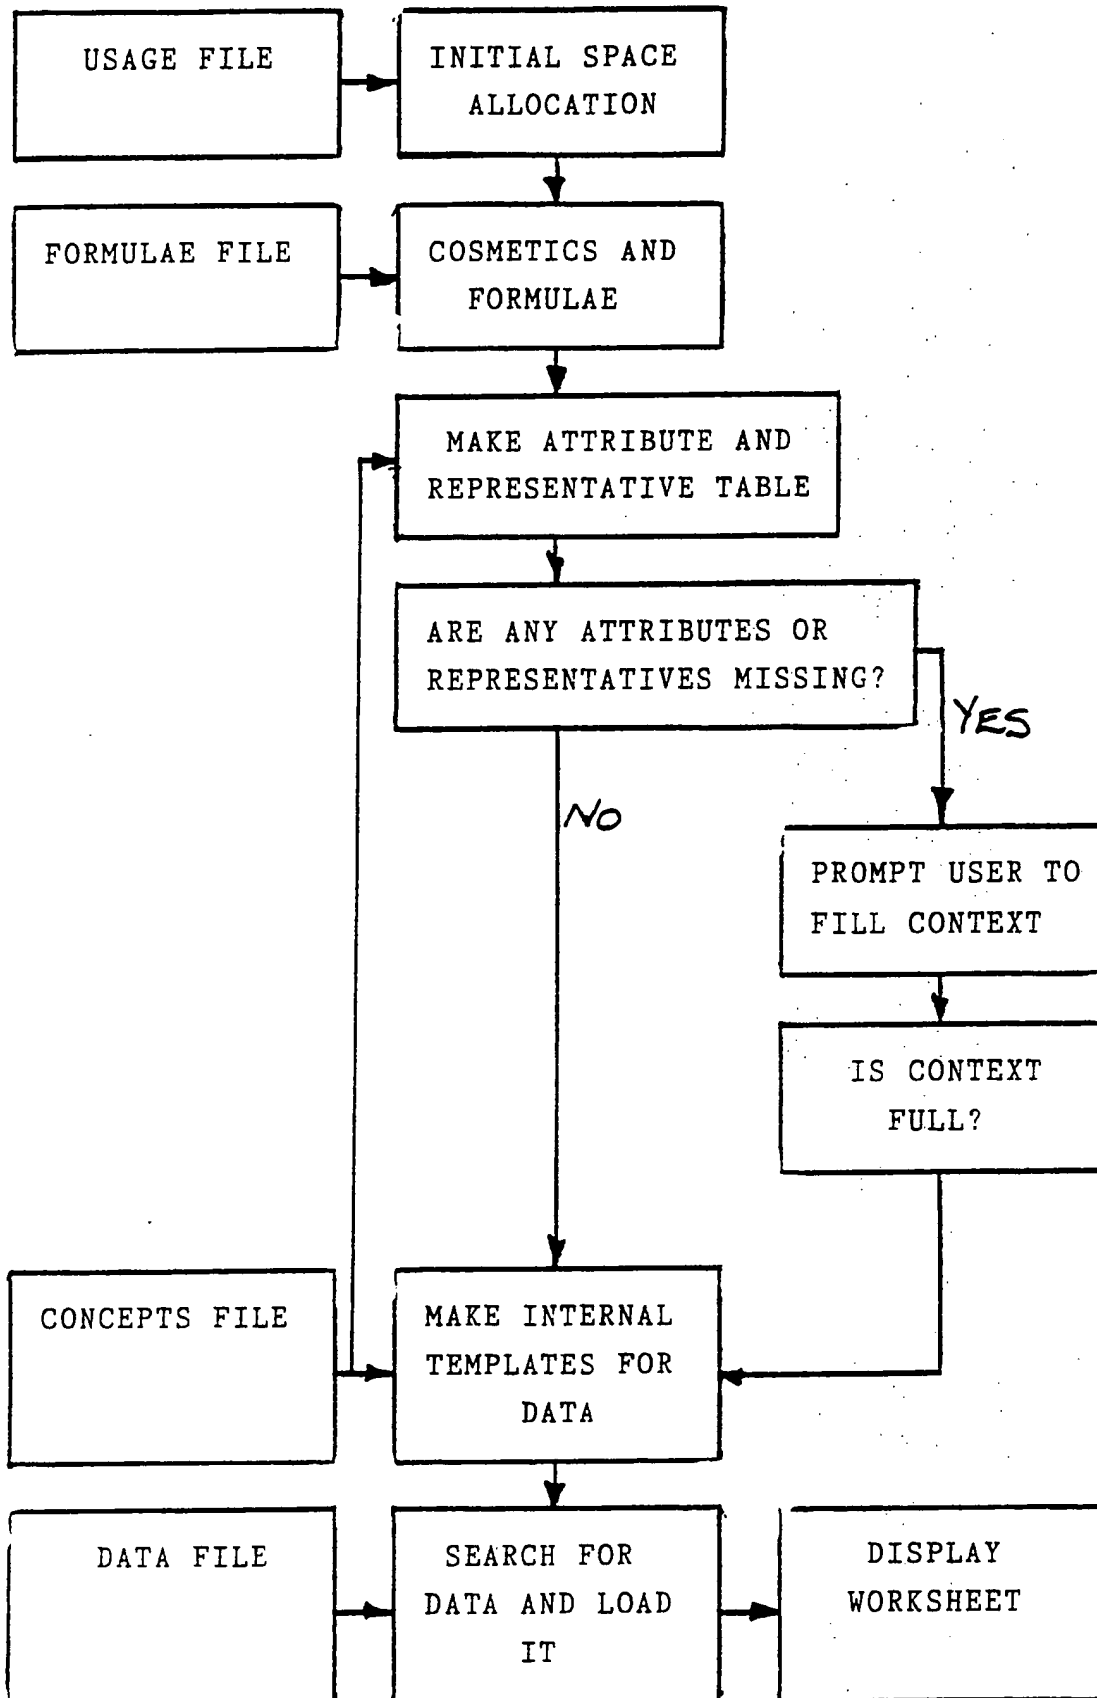 USAGE FILE
INITIAL SPACE
ALLOCATION
FORMULAE FILE
COSMETICS AND
FORMULAE
MAKE ATTRIBUTE AND
REPRESENTATIVE TABLE
ARE ANY ATTRIBUTES OR
REPRESENTATIVES MISSING?
YES
NO
PROMPT USER TO
FILL CONTEXT
IS CONTEXT
FULL?
CONCEPTS FILE
MAKE INTERNAL
TEMPLATES FOR
DATA
DATA FILE
SEARCH FOR
DATA AND LOAD
IT
DISPLAY
WORKSHEET